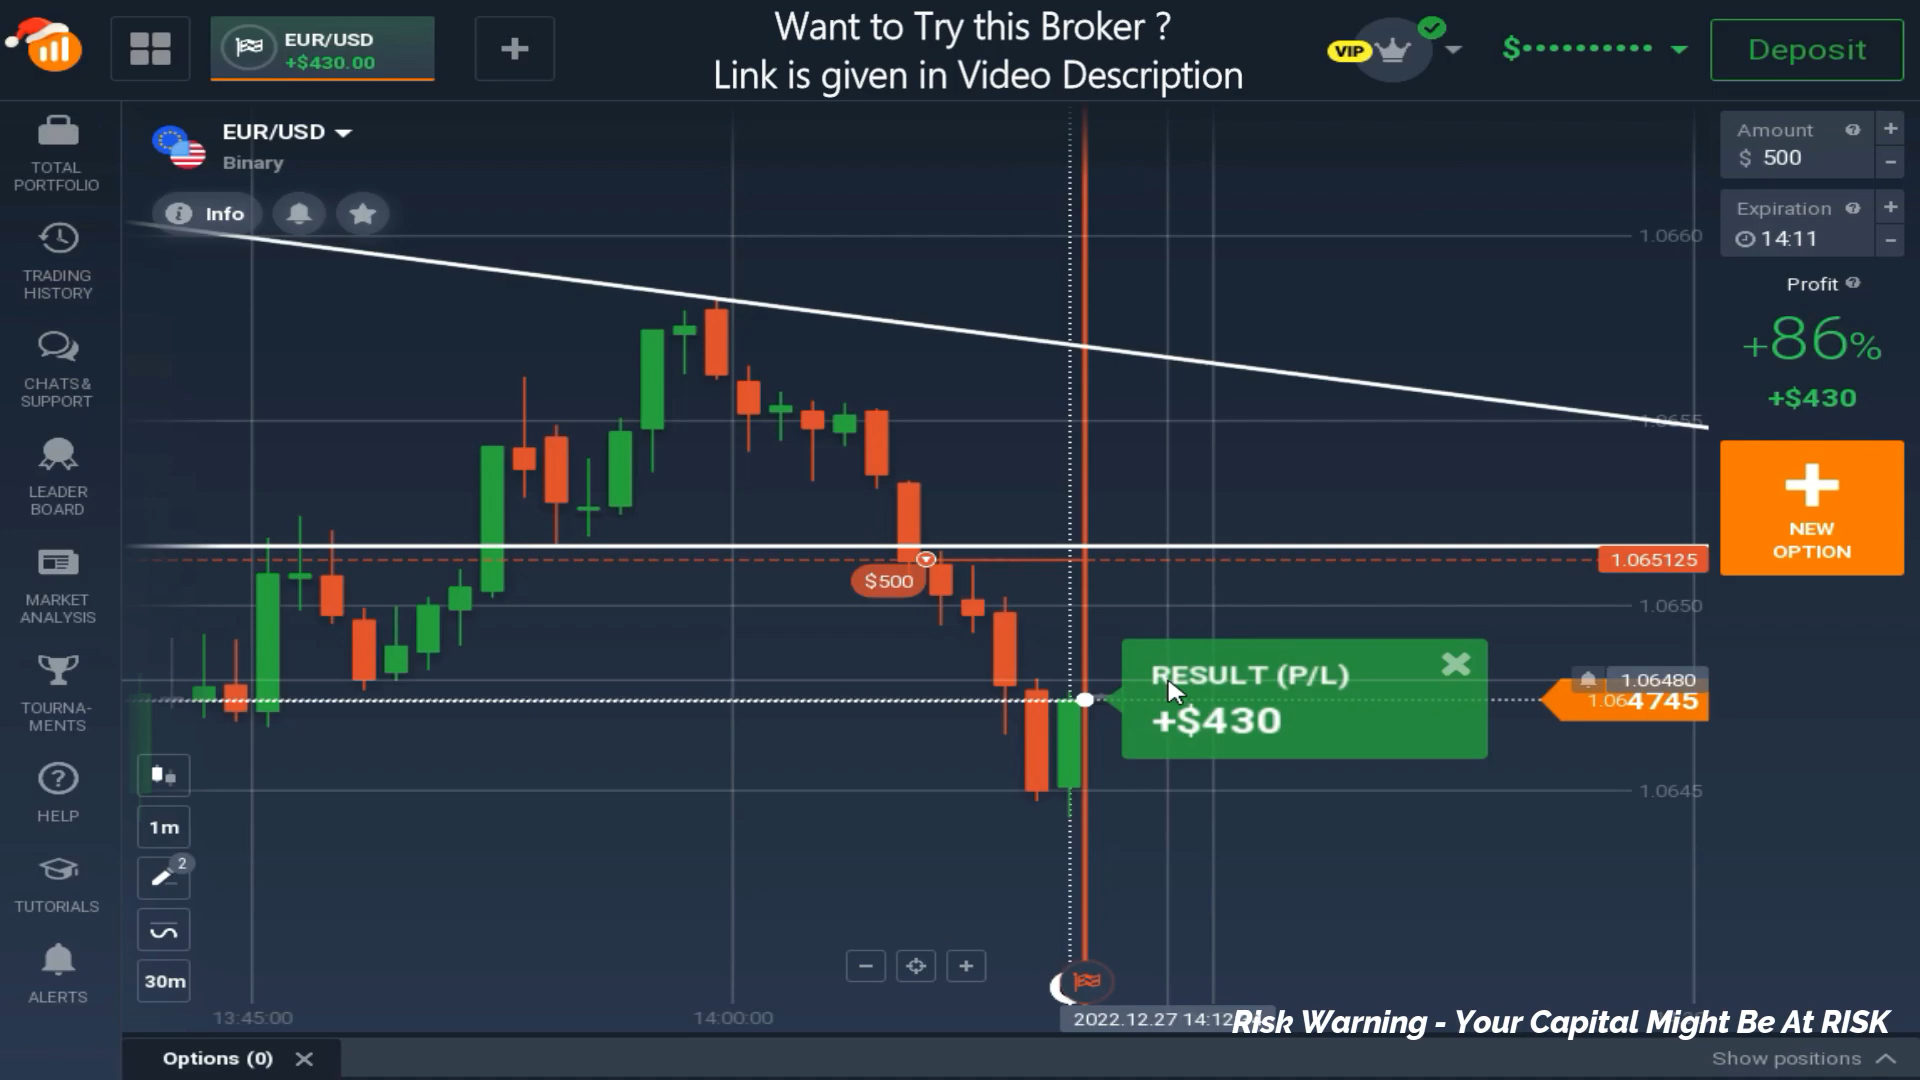 Want to Try this Broker ?
Link is given in Video Description
EUR/USD
+$430.00
VIP
$
Deposit
TOTAL
PORTFOLIO
TRADING
HISTORY
CHATS &
SUPPORT
LEADER
BOARD
MARKET
ANALYSIS
TOURNA-
MENTS
HELP
TUTORIALS
ALERTS
EUR/USD
Binary
Info
1.0660
1.0655
1.065125
$500
1.0650
1.06480
1.064745
1.0645
RESULT (P/L)
+$430
1m
2
30m
13:45:00
14:00:00
2022.12.27 14:12
Amount
$ 500
Expiration
14:11
Profit
+86%
+$430
NEW
OPTION
Risk Warning - Your Capital Might Be At RISK
Options (0)
Show positions